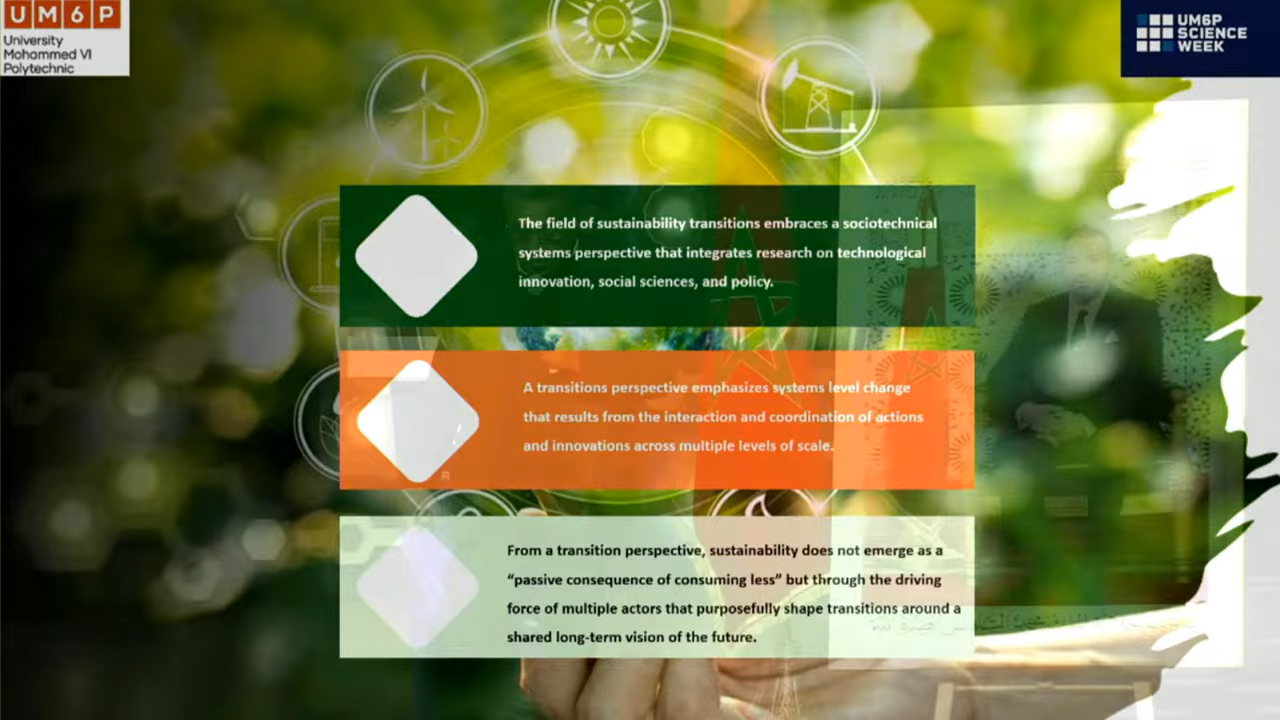 UM6P
University
Mohammed VI
Polytechnic
UM6P
SCIENCE
WEEK
The field of sustainability transitions embraces a sociotechnical
systems perspective that integrates research on technological
innovation, social sciences, and policy.
A transitions perspective emphasizes systems level change
that results from the interaction and coordination of actions
and innovations across multiple levels of scale.
From a transition perspective, sustainability does not emerge as a
“passive consequence of consuming less” but through the driving
force of multiple actors that purposefully shape transitions around a
shared long-term vision of the future.